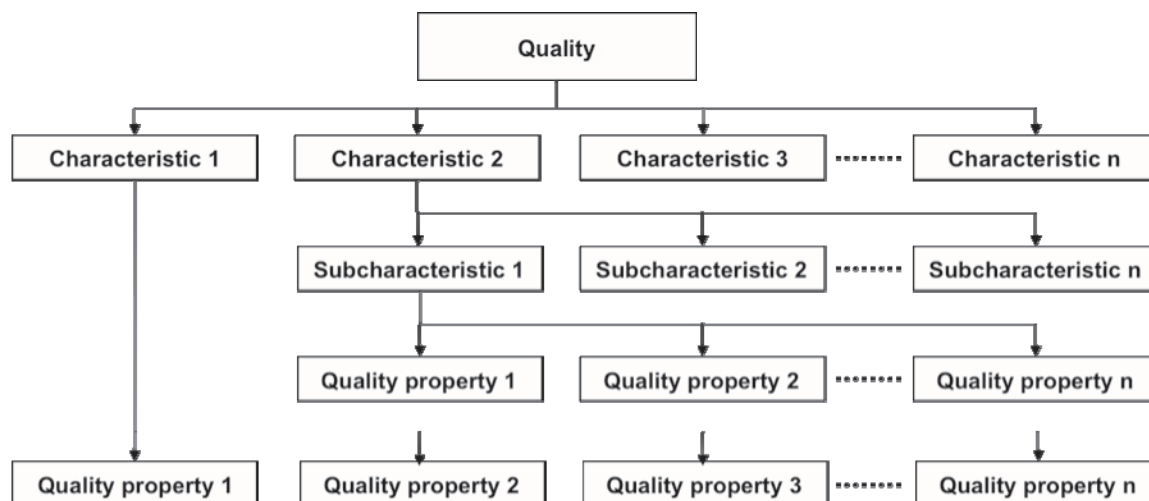 Quality
Characteristic 1
Characteristic 2
Characteristic 3
Characteristic n
Subcharacteristic 1
Subcharacteristic 2
Subcharacteristic n
Quality property 1
Quality property 2
Quality property n
Quality property 1
Quality property 2
Quality property 3
Quality property n